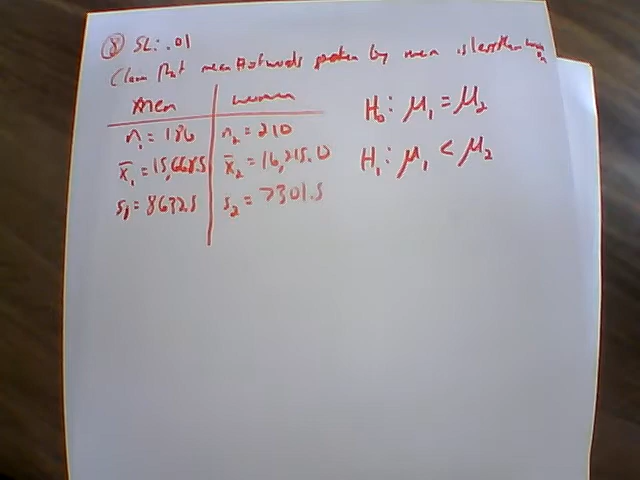 ⑧ SL: .01
Claim that mean # of words spoken by men is less than
men women
n₁ = 186 n₂ = 210
x̄₁ = 15,668.5 x̄₂ = 16,215.0
s₁ = 8632.5 s₂ = 7301.5
H₀: μ₁ = μ₂
H₁: μ₁ < μ₂